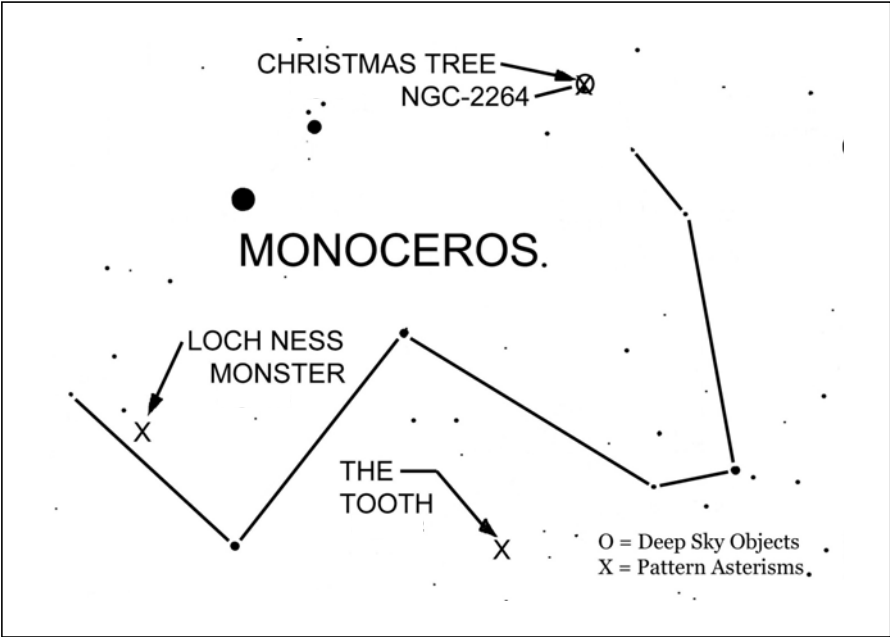 CHRISTMAS TREE
NGC-2264
MONOCEROS
LOCH NESS
MONSTER
THE
TOOTH
X
X
X
O = Deep Sky Objects
X = Pattern Asterisms